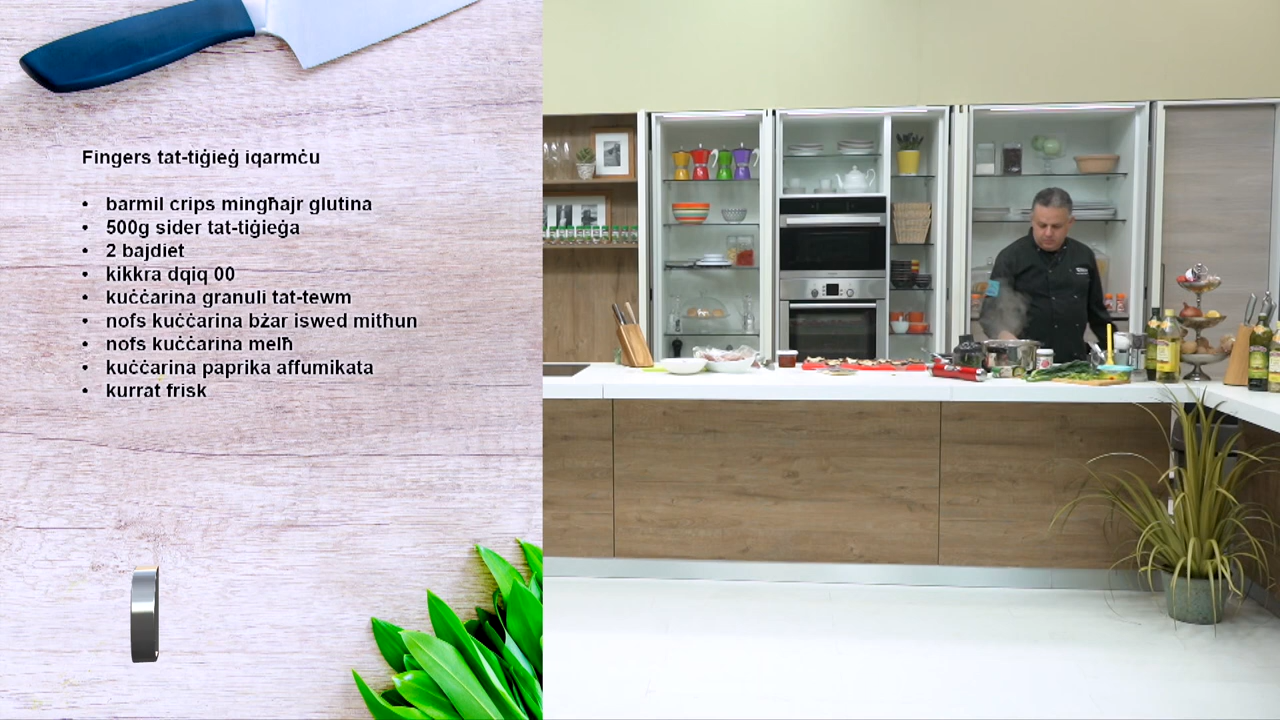 Fingers tat-tiġieġ iqarmċu
• barmil crips mingħajr glutina
• 500g sider tat-tiġieġa
• 2 bajdiet
• kikkra dqiq 00
• kuċċarina granuli tat-tewm
• nofs kuċċarina bżar iswed mitħun
• nofs kuċċarina melħ
• kuċċarina paprika affumikata
• kurrat frisk